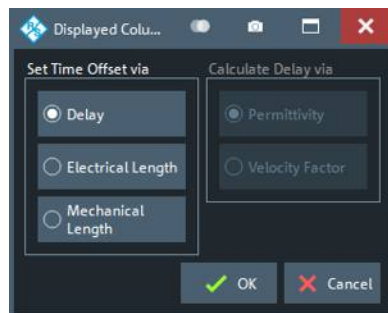 Displayed Colu...
Set Time Offset via
Calculate Delay via
Delay
Permittivity
Electrical Length
Velocity Factor
Mechanical
Length
OK
Cancel